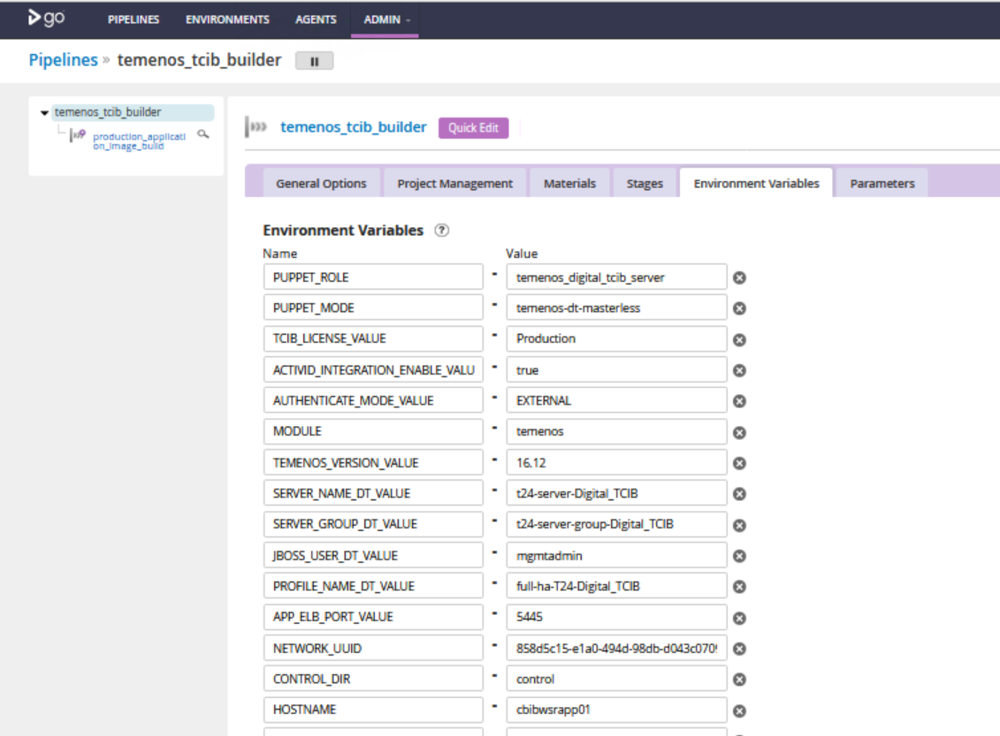 go PIPELINES ENVIRONMENTS AGENTS ADMIN
Pipelines » temenos_tcib_builder
temenos_tcib_builder
production_applicati
on_image_build
temenos_tcib_builder Quick Edit
General Options Project Management Materials Stages Environment Variables Parameters
Environment Variables ?
Name Value
PUPPET_ROLE - temenos_digital_tcib_server
PUPPET_MODE - temenos-dt-masterless
TCIB_LICENSE_VALUE - Production
ACTIVID_INTEGRATION_ENABLE_VALU - true
AUTHENTICATE_MODE_VALUE - EXTERNAL
MODULE - temenos
TEMENOS_VERSION_VALUE - 16.12
SERVER_NAME_DT_VALUE - t24-server-Digital_TCIB
SERVER_GROUP_DT_VALUE - t24-server-group-Digital_TCIB
JBOSS_USER_DT_VALUE - mgmtadmin
PROFILE_NAME_DT_VALUE - full-ha-T24-Digital_TCIB
APP_ELB_PORT_VALUE - 5445
NETWORK_UUID - 858d5c15-e1a0-494d-98db-d043c070
CONTROL_DIR - control
HOSTNAME - cbibwsrapp01